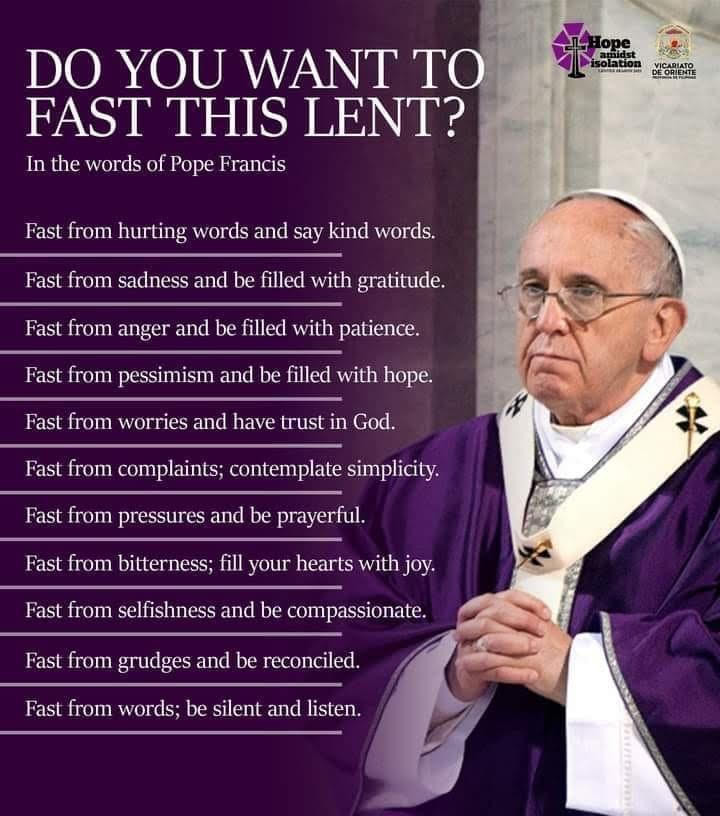 DO YOU WANT TO
FAST THIS LENT?
In the words of Pope Francis
Hope
amidst
isolation
VICARIATO
DE ORIENTE
Fast from hurting words and say kind words.
Fast from sadness and be filled with gratitude.
Fast from anger and be filled with patience.
Fast from pessimism and be filled with hope.
Fast from worries and have trust in God.
Fast from complaints; contemplate simplicity.
Fast from pressures and be prayerful.
Fast from bitterness; fill your hearts with joy.
Fast from selfishness and be compassionate.
Fast from grudges and be reconciled.
Fast from words; be silent and listen.